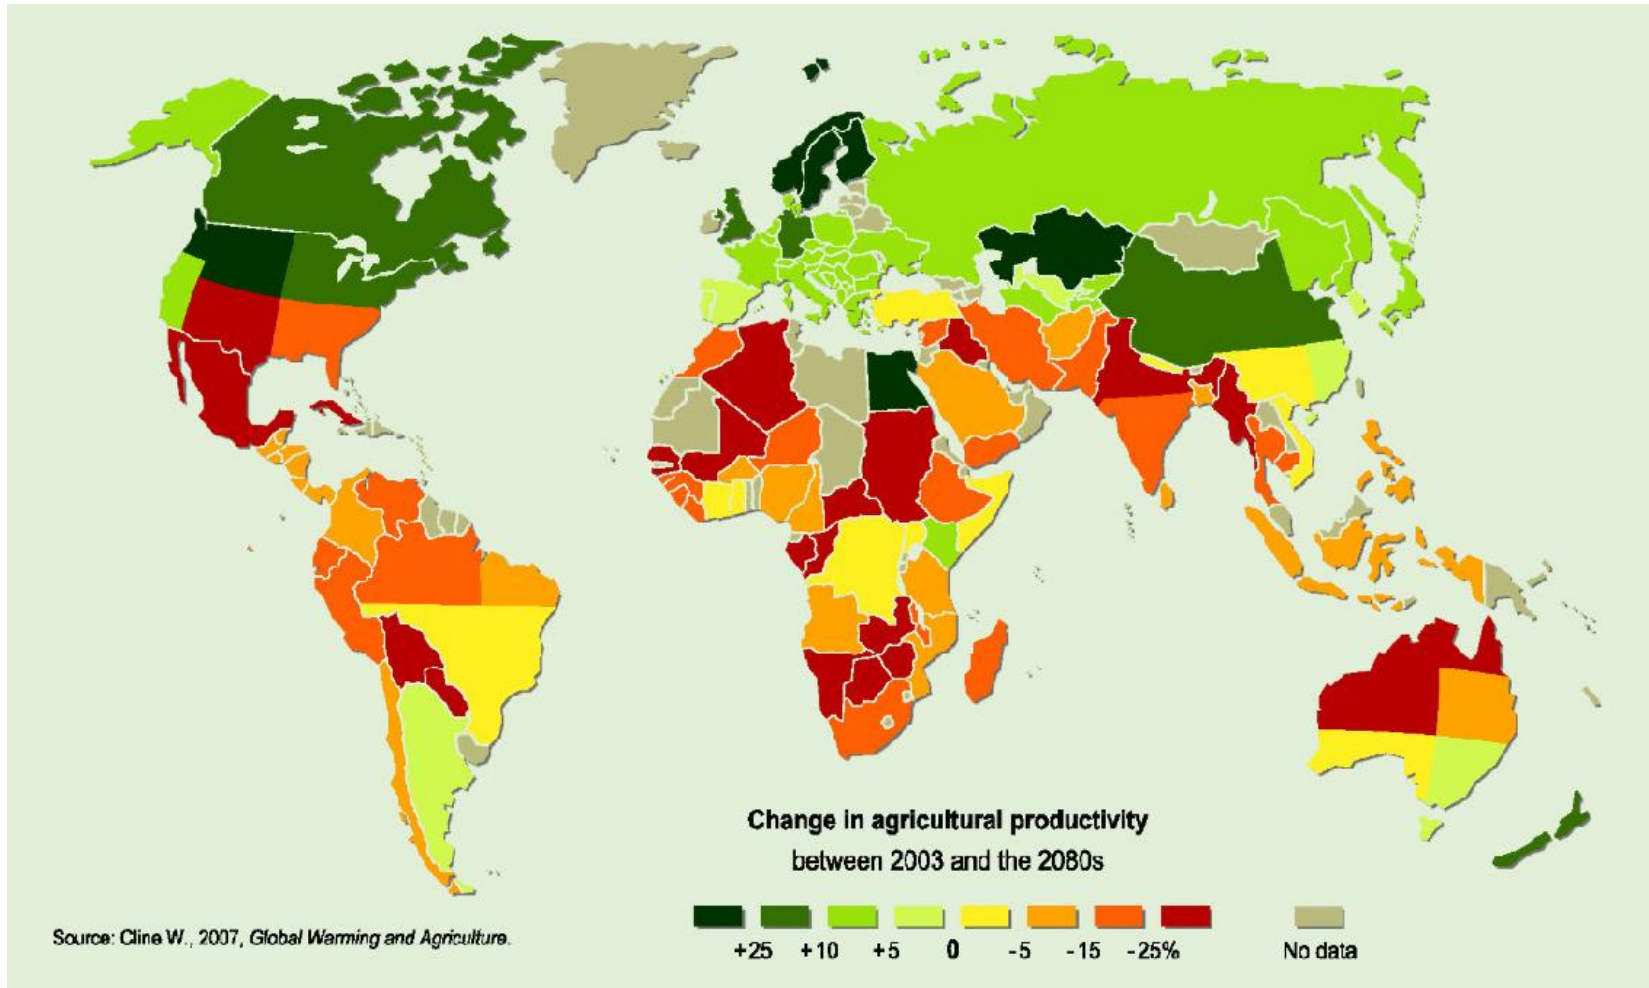 Change in agricultural productivity
between 2003 and the 2080s
+25 +10 +5 0 -5 -15 -25%
No data
Source: Cline W., 2007, Global Warming and Agriculture.